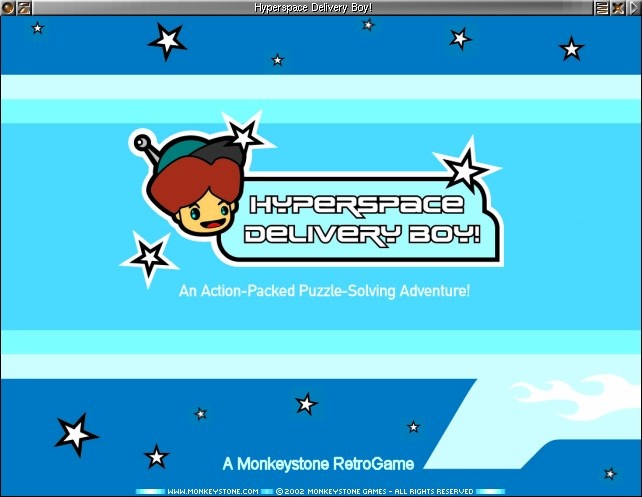 Hyperspace Delivery Boy!
HYPERSPACE
DELIVERY BOY!
An Action-Packed Puzzle-Solving Adventure!
A Monkeystone RetroGame
WWW.MONKEYSTONE.COM © 2002 MONKEYSTONE GAMES - ALL RIGHTS RESERVED